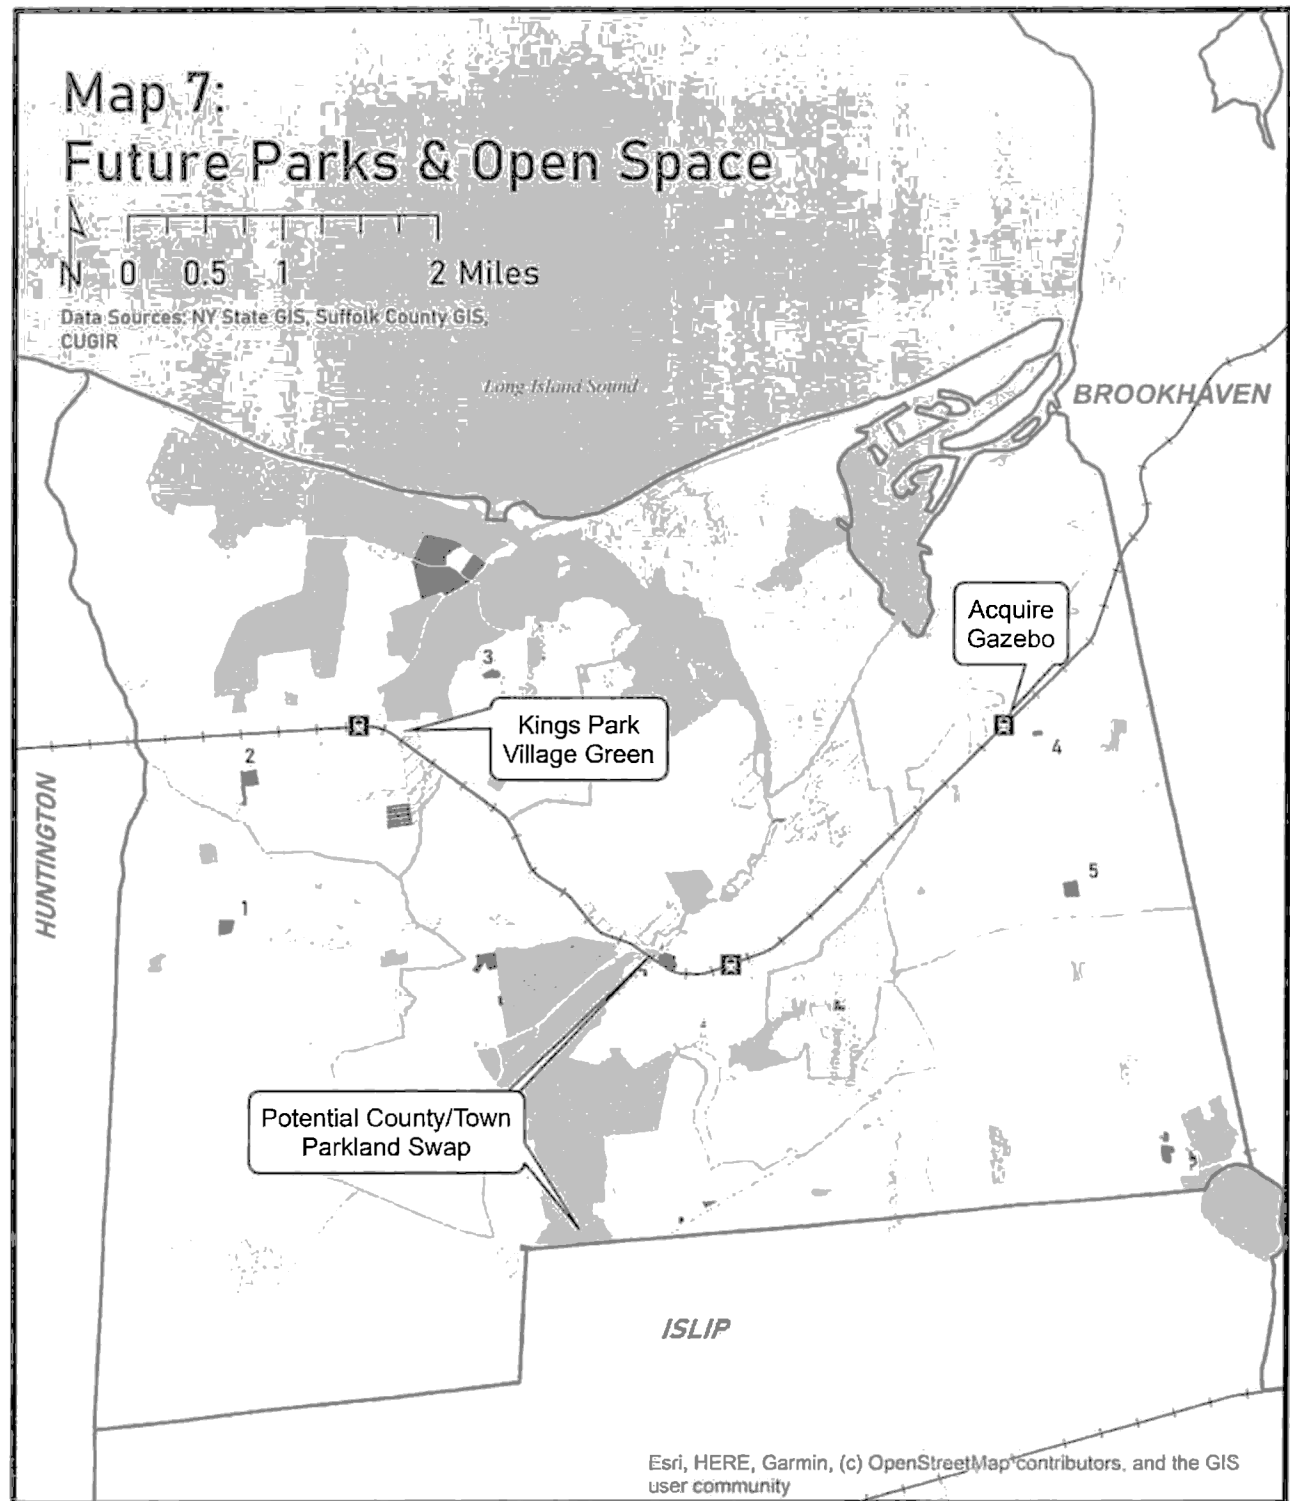 Map 7:
Future Parks & Open Space
N 0 0.5 1 2 Miles
Data Sources: NY State GIS, Suffolk County GIS,
CUGIR
Long Island Sound
BROOKHAVEN
Acquire
Gazebo
3
Kings Park
Village Green
4
2
HUNTINGTON
5
1
Potential County/Town
Parkland Swap
ISLIP
Esri, HERE, Garmin, (c) OpenStreetMap contributors, and the GIS
user community